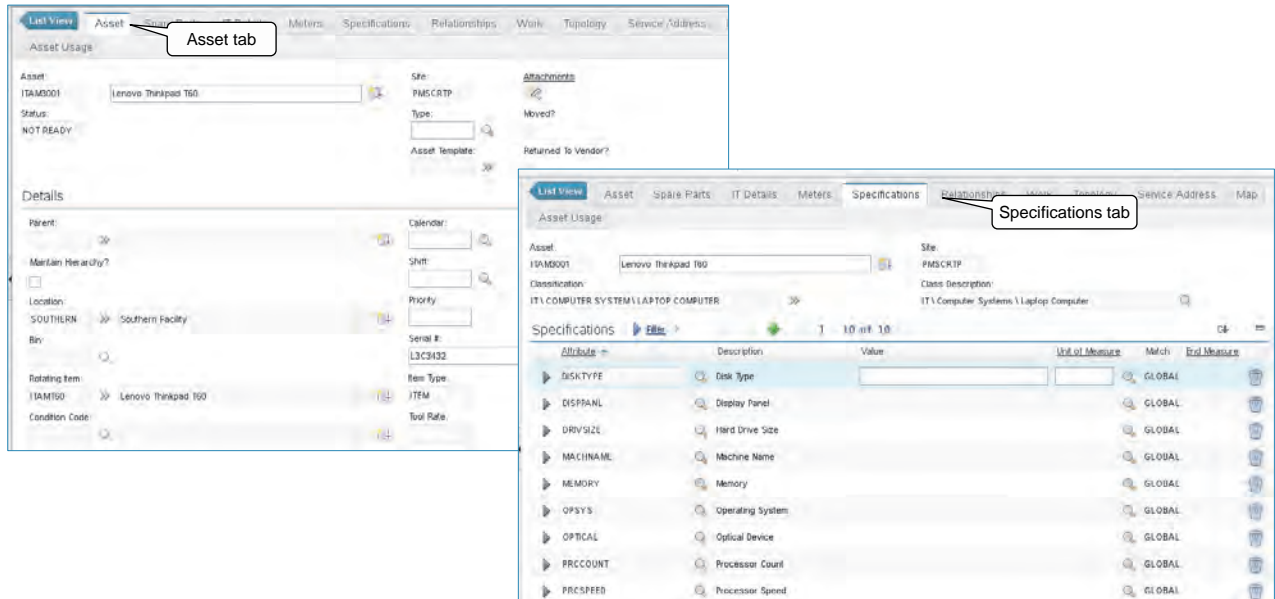 List View Asset Spare Parts IT Details Meters Specifications Relationships Work Topology Service Address
Asset tab
Asset Usage
Asset: Site: Attachments
ITAM3001 Lenovo Thinkpad T60 PMSCRTP
Status: Type: Moved?
NOT READY
Asset Template: Returned To Vendor?
Details
Parent: Calendar:
Maintain Hierarchy? Shift:
Location: Priority
SOUTHERN Southern Facility
Bin: Serial #:
L3C3432
Rotating Item: Item Type
ITAMT60 Lenovo Thinkpad T60 ITEM
Condition Code: Tool Rate:
List View Asset Spare Parts IT Details Meters Specifications Relationships Work Topology Service Address Map
Specifications tab
Asset Usage
Asset: Site:
ITAM3001 Lenovo Thinkpad T60 PMSCRTP
Classification: Class Description:
IT \ COMPUTER SYSTEM \ LAPTOP COMPUTER IT \ Computer Systems \ Laptop Computer
Specifications Filter 1 - 10 of 10
Attribute Description Value Unit of Measure Match End Measure
DISKTYPE Disk Type GLOBAL
DISPPANL Display Panel GLOBAL
DRIVSIZE Hard Drive Size GLOBAL
MACHNAME Machine Name GLOBAL
MEMORY Memory GLOBAL
OPSYS Operating System GLOBAL
OPTICAL Optical Device GLOBAL
PRCCOUNT Processor Count GLOBAL
PRCSPEED Processor Speed GLOBAL